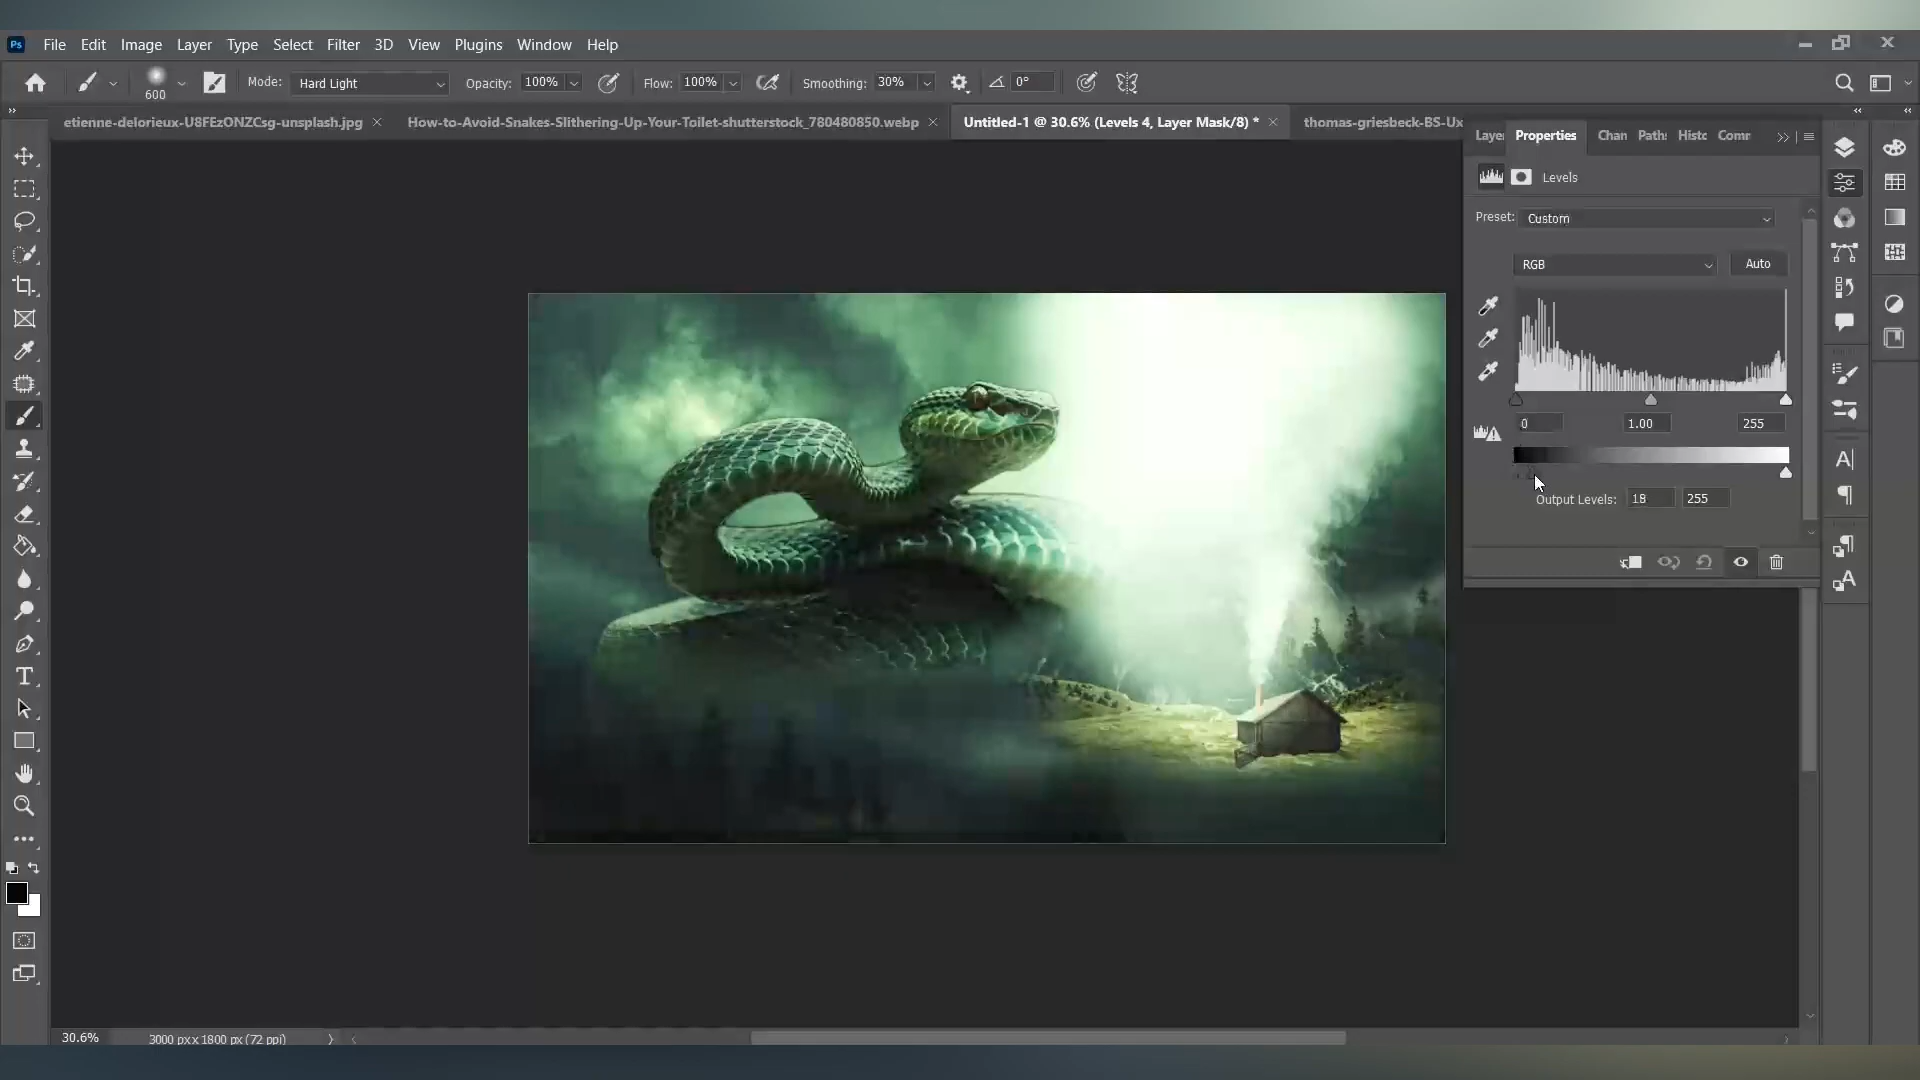 Ps File Edit Image Layer Type Select Filter 3D View Plugins Window Help
600 Mode: Hard Light Opacity: 100% Flow: 100% Smoothing: 30% 0°
etienne-delorieux-U8FEzONZCsg-unsplash.jpg How-to-Avoid-Snakes-Slithering-Up-Your-Toilet-shutterstock_780480850.webp Untitled-1 @ 30.6% (Levels 4, Layer Mask/8) * thomas-griesbeck-BS-Ux
Layer Properties Chan Paths Histo Comr
Levels
Preset: Custom
RGB Auto
0 1.00 255
Output Levels: 18 255
30.6% 3000 px x 1800 px (72 ppi)